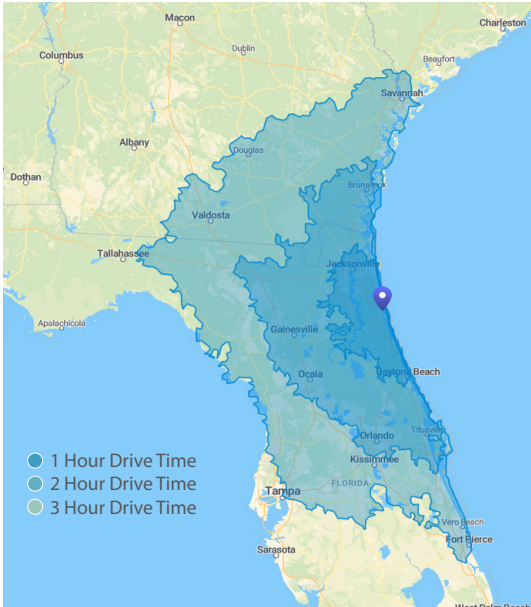 Macon
Charleston
Dublin
Columbus
Beaufort
Savannah
Albany
Douglas
Dothan
Brunswick
Valdosta
Tallahassee
Jacksonville
Apalachicola
Gainesville
Ocala
Daytona Beach
Titusville
Orlando
Kissimmee
1 Hour Drive Time
2 Hour Drive Time
3 Hour Drive Time
FLORIDA
Tampa
Vero Beach
Fort Pierce
Sarasota
West Palm Beach